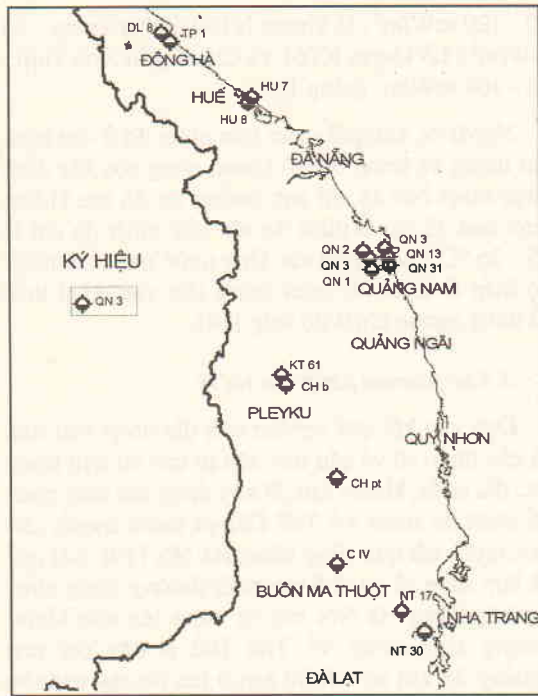 DL 8
TP 1
ĐÔNG HÀ
HUẾ
HU 7
HU 8
ĐÀ NẴNG
QN 2
QN 3
QN 3
QN 13
QN 1
QN 31
QUẢNG NAM
KÝ HIỆU
QN 3
QUẢNG NGÃI
KT 61
CH b
PLEYKU
QUY NHƠN
CH pt
C IV
BUÔN MA THUỘT
NT 17
NHA TRANG
NT 30
ĐÀ LẠT